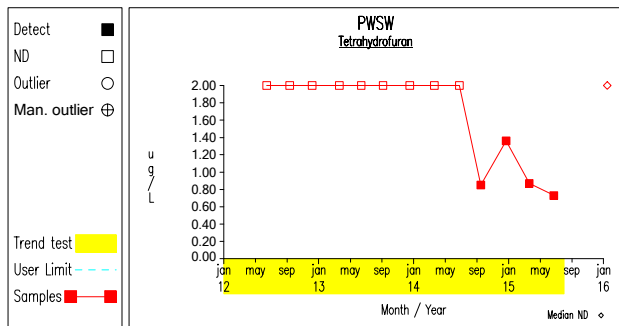 Detect
ND
Outlier
Man. outlier
Trend test
User Limit
Samples
PWSW
Tetrahydrofuran
ug/L
2.00
1.80
1.60
1.40
1.20
1.00
0.80
0.60
0.40
0.20
0.00
jan may sep jan may sep jan may sep jan may sep jan
12 13 14 15 16
Month / Year
Median ND